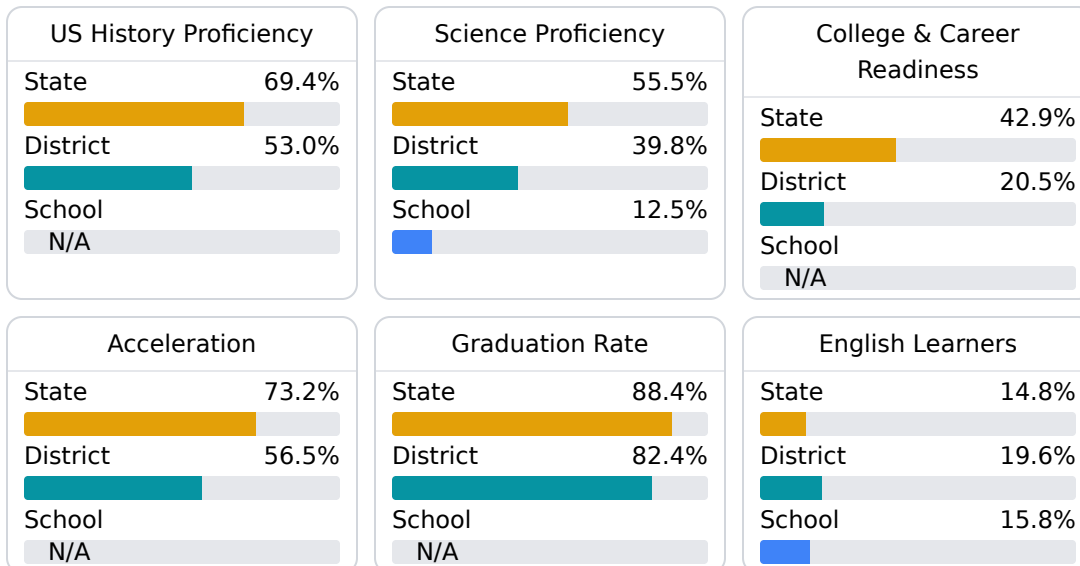 US History Proficiency
State 69.4%
District 53.0%
School
N/A
Science Proficiency
State 55.5%
District 39.8%
School 12.5%
College & Career
Readiness
State 42.9%
District 20.5%
School
N/A
Acceleration
State 73.2%
District 56.5%
School
N/A
Graduation Rate
State 88.4%
District 82.4%
School
N/A
English Learners
State 14.8%
District 19.6%
School 15.8%